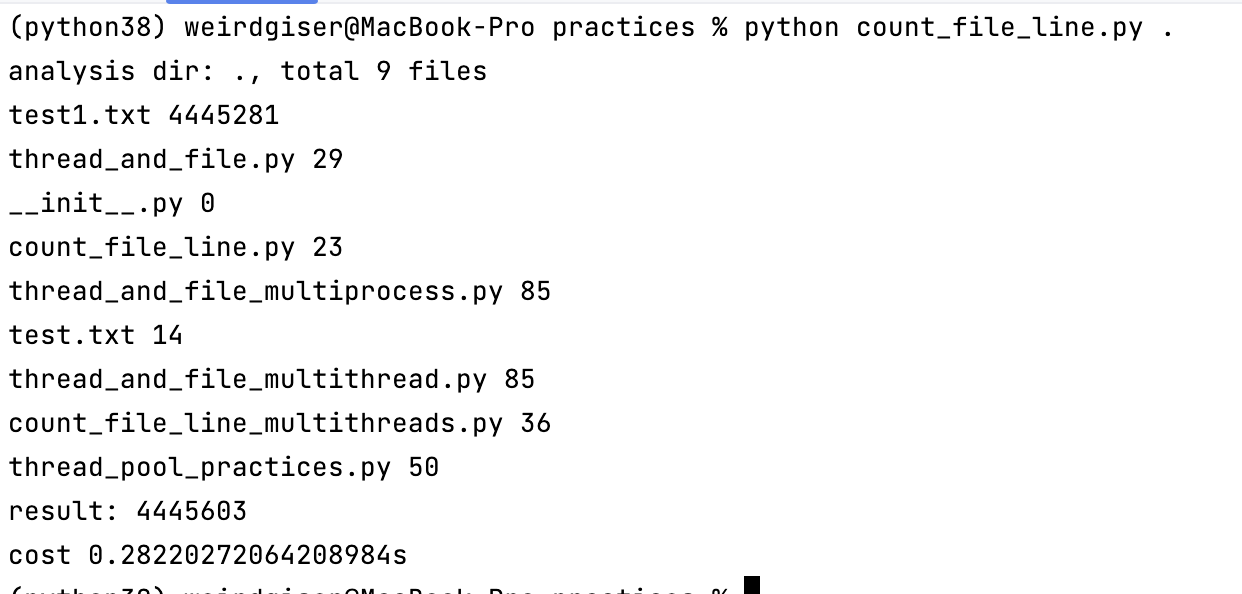 (python38) weirdgiser@MacBook-Pro practices % python count_file_line.py .
analysis dir: ., total 9 files
test1.txt 4445281
thread_and_file.py 29
__init__.py 0
count_file_line.py 23
thread_and_file_multiprocess.py 85
test.txt 14
thread_and_file_multithread.py 85
count_file_line_multithreads.py 36
thread_pool_practices.py 50
result: 4445603
cost 0.28220272064208984s
(python38) weirdgiser@MacBook-Pro practices %